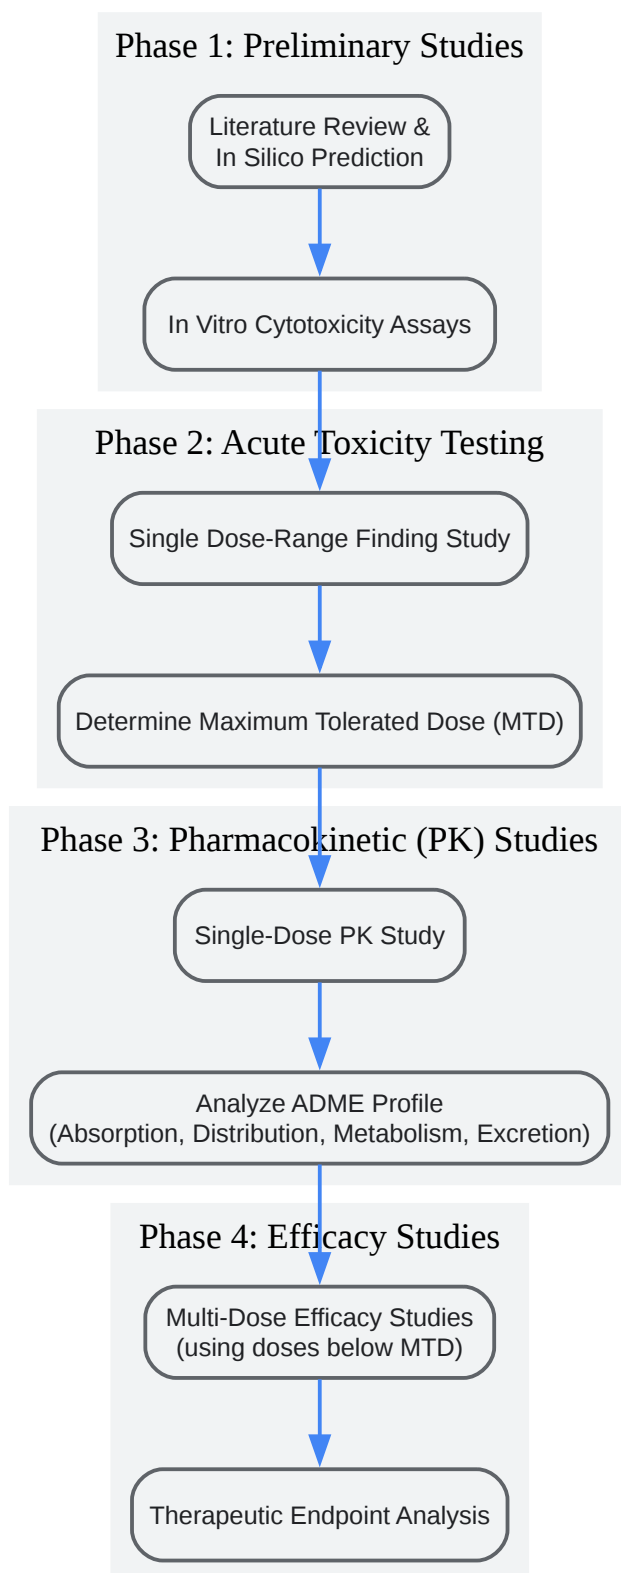 Phase 1: Preliminary Studies
Literature Review &
In Silico Prediction
In Vitro Cytotoxicity Assays
Phase 2: Acute Toxicity Testing
Single Dose-Range Finding Study
Determine Maximum Tolerated Dose (MTD)
Phase 3: Pharmacokinetic (PK) Studies
Single-Dose PK Study
Analyze ADME Profile
(Absorption, Distribution, Metabolism, Excretion)
Phase 4: Efficacy Studies
Multi-Dose Efficacy Studies
(using doses below MTD)
Therapeutic Endpoint Analysis